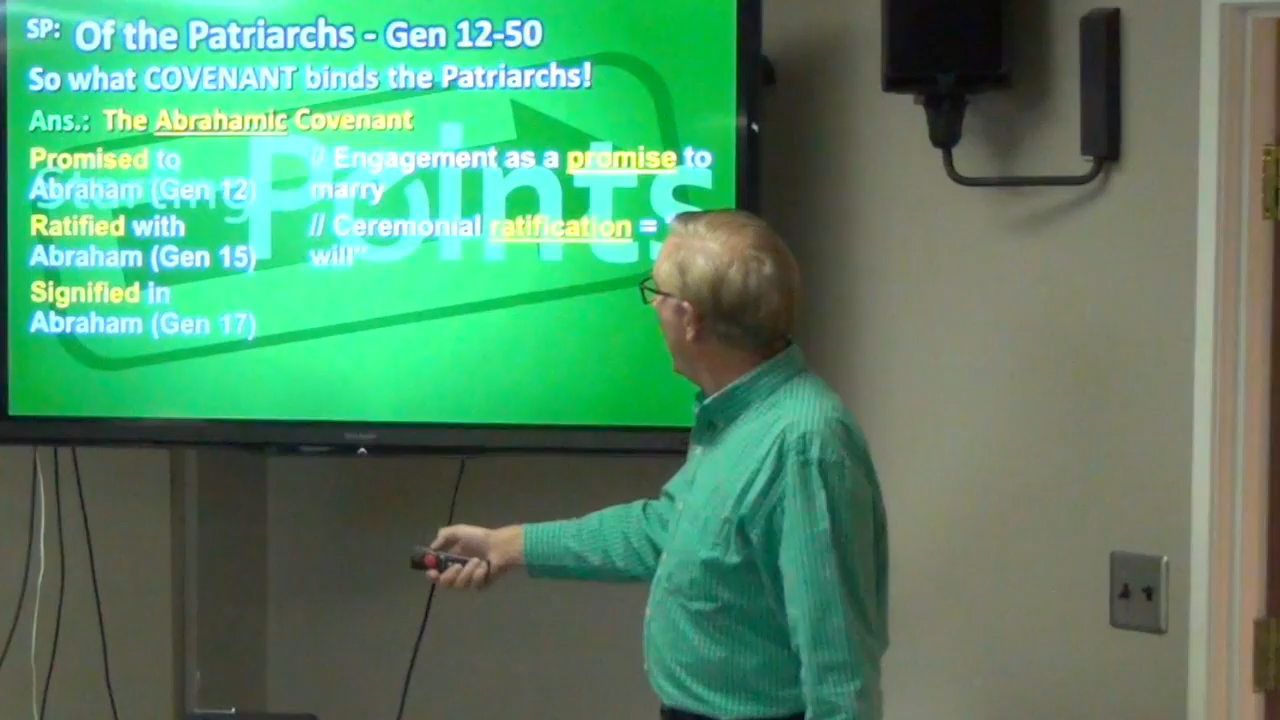 SP: Of the Patriarchs - Gen 12-50
So what COVENANT binds the Patriarchs!
Ans.: The Abrahamic Covenant
Promised to
Abraham (Gen 12)
// Engagement as a promise to
marry
Ratified with
Abraham (Gen 15)
// Ceremonial ratification = "
will"
Signified in
Abraham (Gen 17)
Starting
Points